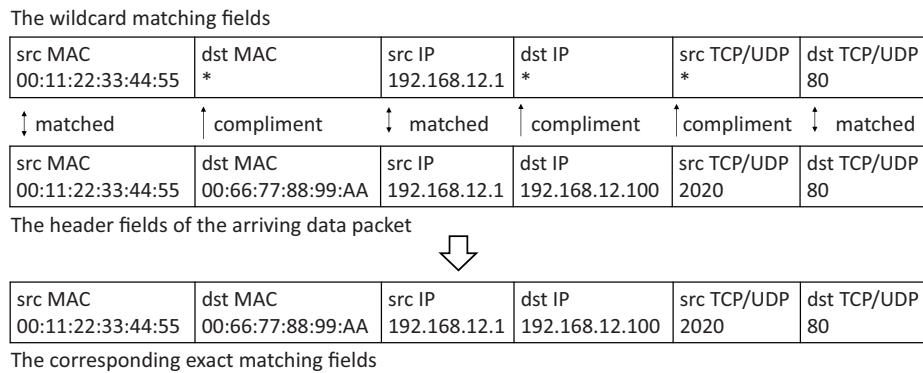 The wildcard matching fields
src MAC dst MAC src IP dst IP src TCP/UDP dst TCP/UDP
00:11:22:33:44:55 * 192.168.12.1 * * 80
matched compliment matched compliment compliment matched
src MAC dst MAC src IP dst IP src TCP/UDP dst TCP/UDP
00:11:22:33:44:55 00:66:77:88:99:AA 192.168.12.1 192.168.12.100 2020 80
The header fields of the arriving data packet
src MAC dst MAC src IP dst IP src TCP/UDP dst TCP/UDP
00:11:22:33:44:55 00:66:77:88:99:AA 192.168.12.1 192.168.12.100 2020 80
The corresponding exact matching fields